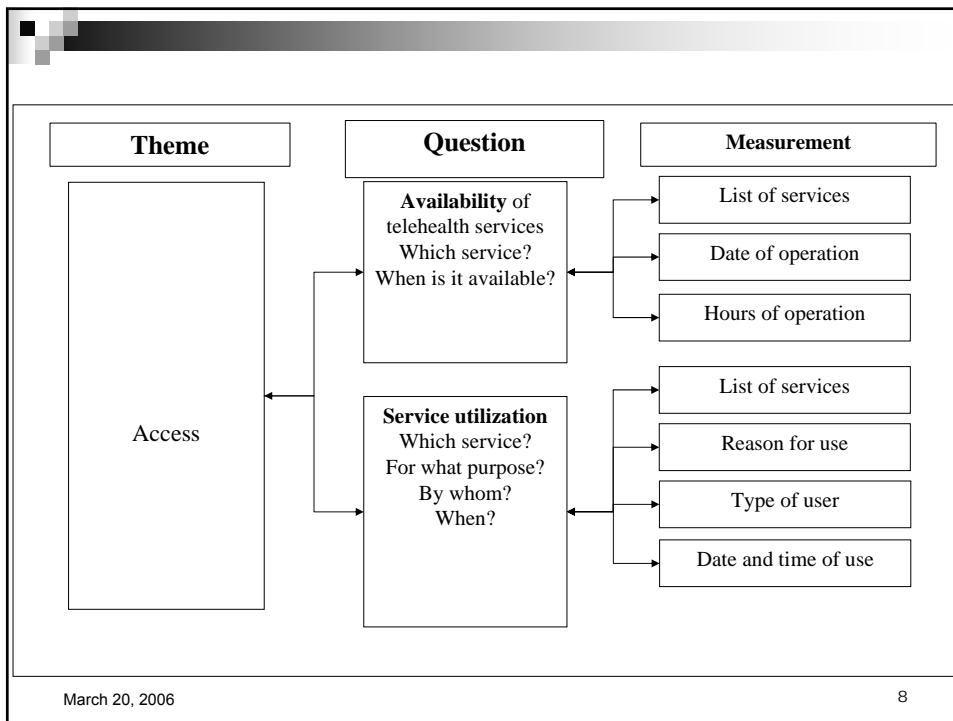 Theme
Question
Measurement
Access
Availability of
telehealth services
Which service?
When is it available?
List of services
Date of operation
Hours of operation
Service utilization
Which service?
For what purpose?
By whom?
When?
List of services
Reason for use
Type of user
Date and time of use
March 20, 2006
8